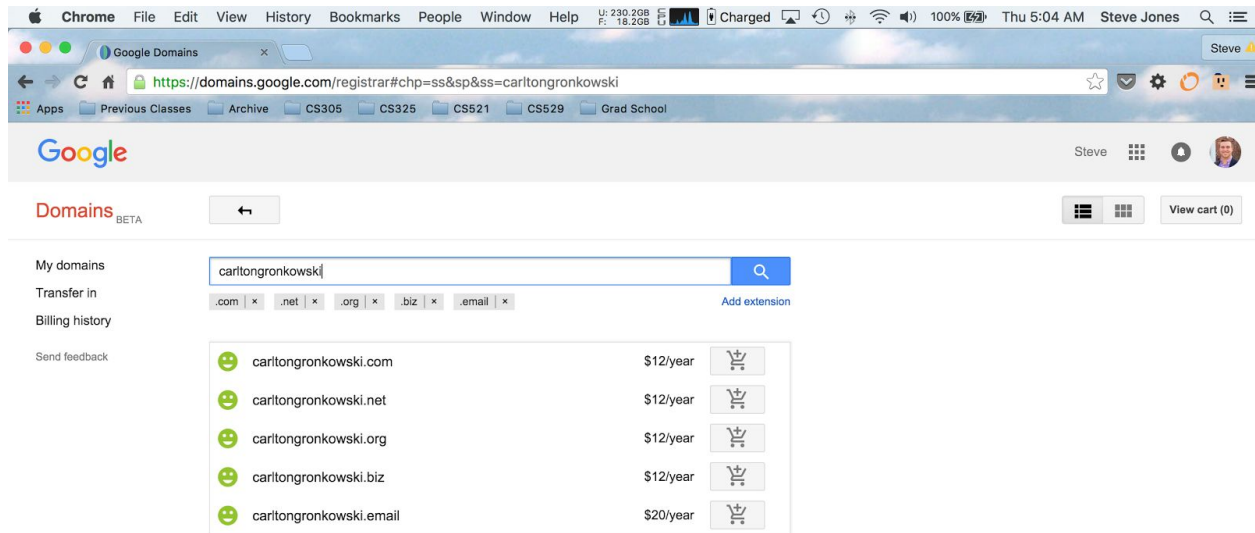 Chrome File Edit View History Bookmarks People Window Help U: 230.2GB F: 18.2GB CPU Charged 100% Thu 5:04 AM Steve Jones
Google Domains × Steve
https://domains.google.com/registrar#chp=ss&sp&ss=carltongronkowski
Apps Previous Classes Archive CS305 CS325 CS521 CS529 Grad School
Google Steve
Domains BETA View cart (0)
My domains
Transfer in
Billing history
Send feedback
carltongronkowski
.com | × .net | × .org | × .biz | × .email | × Add extension
carltongronkowski.com $12/year
carltongronkowski.net $12/year
carltongronkowski.org $12/year
carltongronkowski.biz $12/year
carltongronkowski.email $20/year